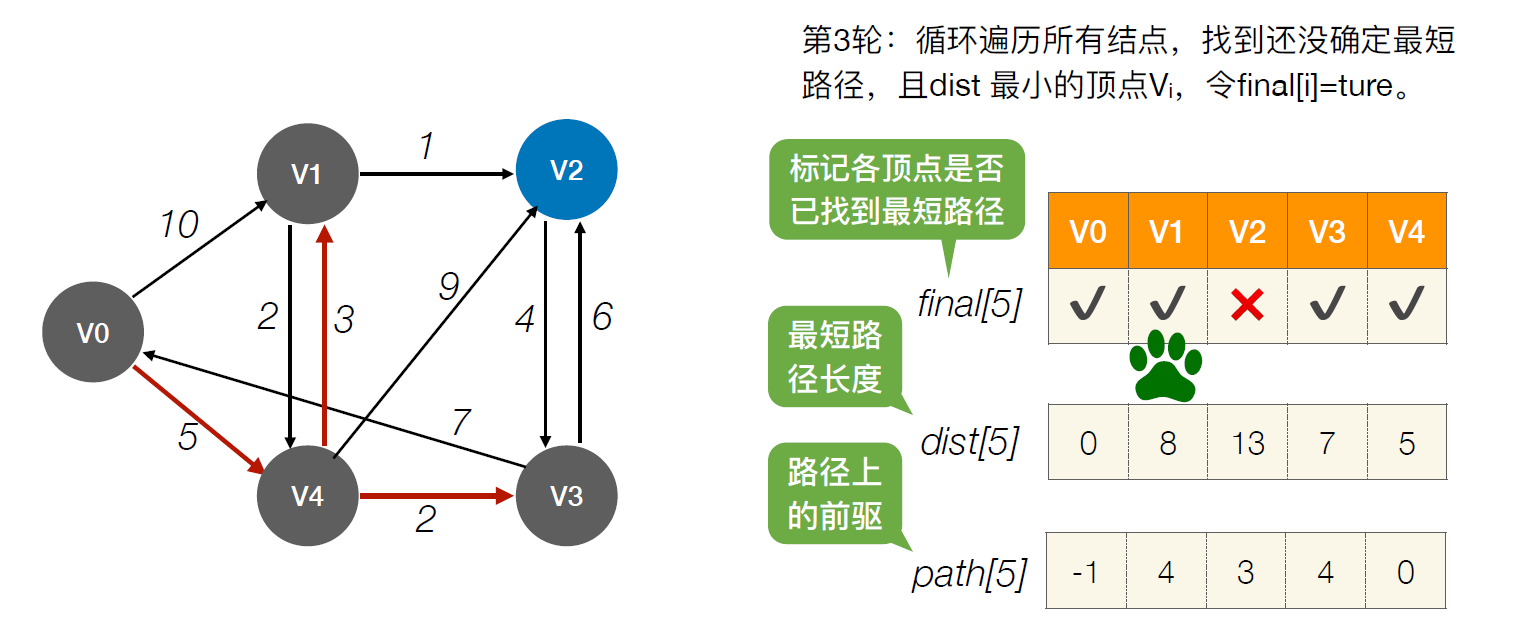 第3轮：循环遍历所有结点，找到还没确定最短
路径，且dist 最小的顶点Vi，令final[i]=ture。
标记各顶点是否
已找到最短路径
V0 V1 V2 V3 V4
final[5]
最短路
径长度
dist[5]
0 8 13 7 5
路径上
的前驱
path[5]
-1 4 3 4 0
V1
1
V2
10
9
2
3
4
6
V0
7
5
V4
2
V3